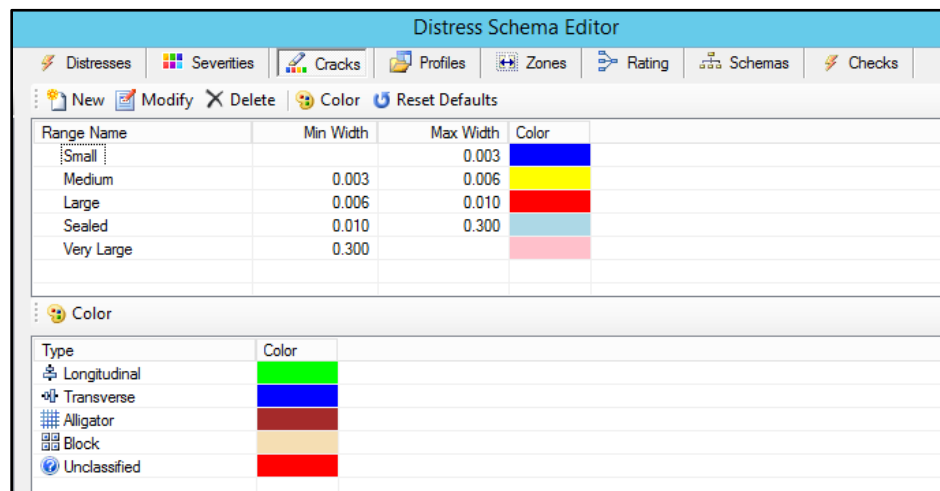 Distress Schema Editor
Distresses Severities Cracks Profiles Zones Rating Schemas Checks
New Modify Delete Color Reset Defaults
Range Name Min Width Max Width Color
Small 0.003
Medium 0.003 0.006
Large 0.006 0.010
Sealed 0.010 0.300
Very Large 0.300
Color
Type Color
Longitudinal
Transverse
Alligator
Block
Unclassified